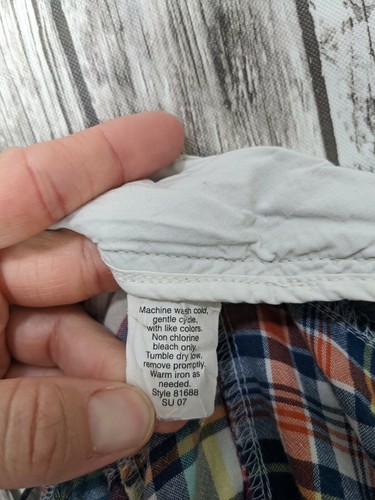 Machine wash cold,
gentle cycle,
with like colors.
Non chlorine
bleach only.
Tumble dry low,
remove promptly.
Warm iron as
needed.
Style 81688
SU 07